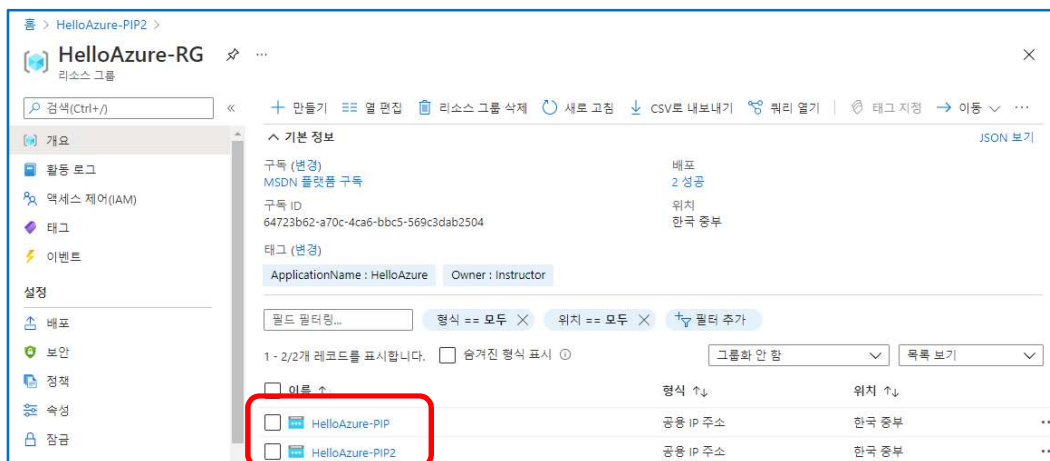 홈 > HelloAzure-PIP2 >
HelloAzure-RG
리소스 그룹
검색(Ctrl+/)
개요
활동 로그
액세스 제어(IAM)
태그
이벤트
설정
배포
보안
정책
속성
잠금
만들기 열 편집 리소스 그룹 삭제 새로 고침 CSV로 내보내기 쿼리 열기 태그 지정 이동
기본 정보
JSON 보기
구독 (변경)
MSDN 플랫폼 구독
구독 ID
64723b62-a70c-4ca6-bbc5-569c3dab2504
배포
2 성공
위치
한국 중부
태그 (변경)
ApplicationName : HelloAzure Owner : Instructor
필드 필터링... 형식 == 모두 위치 == 모두 필터 추가
1 - 2/2개 레코드를 표시합니다. 숨겨진 형식 표시 그룹화 안 함 목록 보기
이름 형식 위치
HelloAzure-PIP 공용 IP 주소 한국 중부
HelloAzure-PIP2 공용 IP 주소 한국 중부